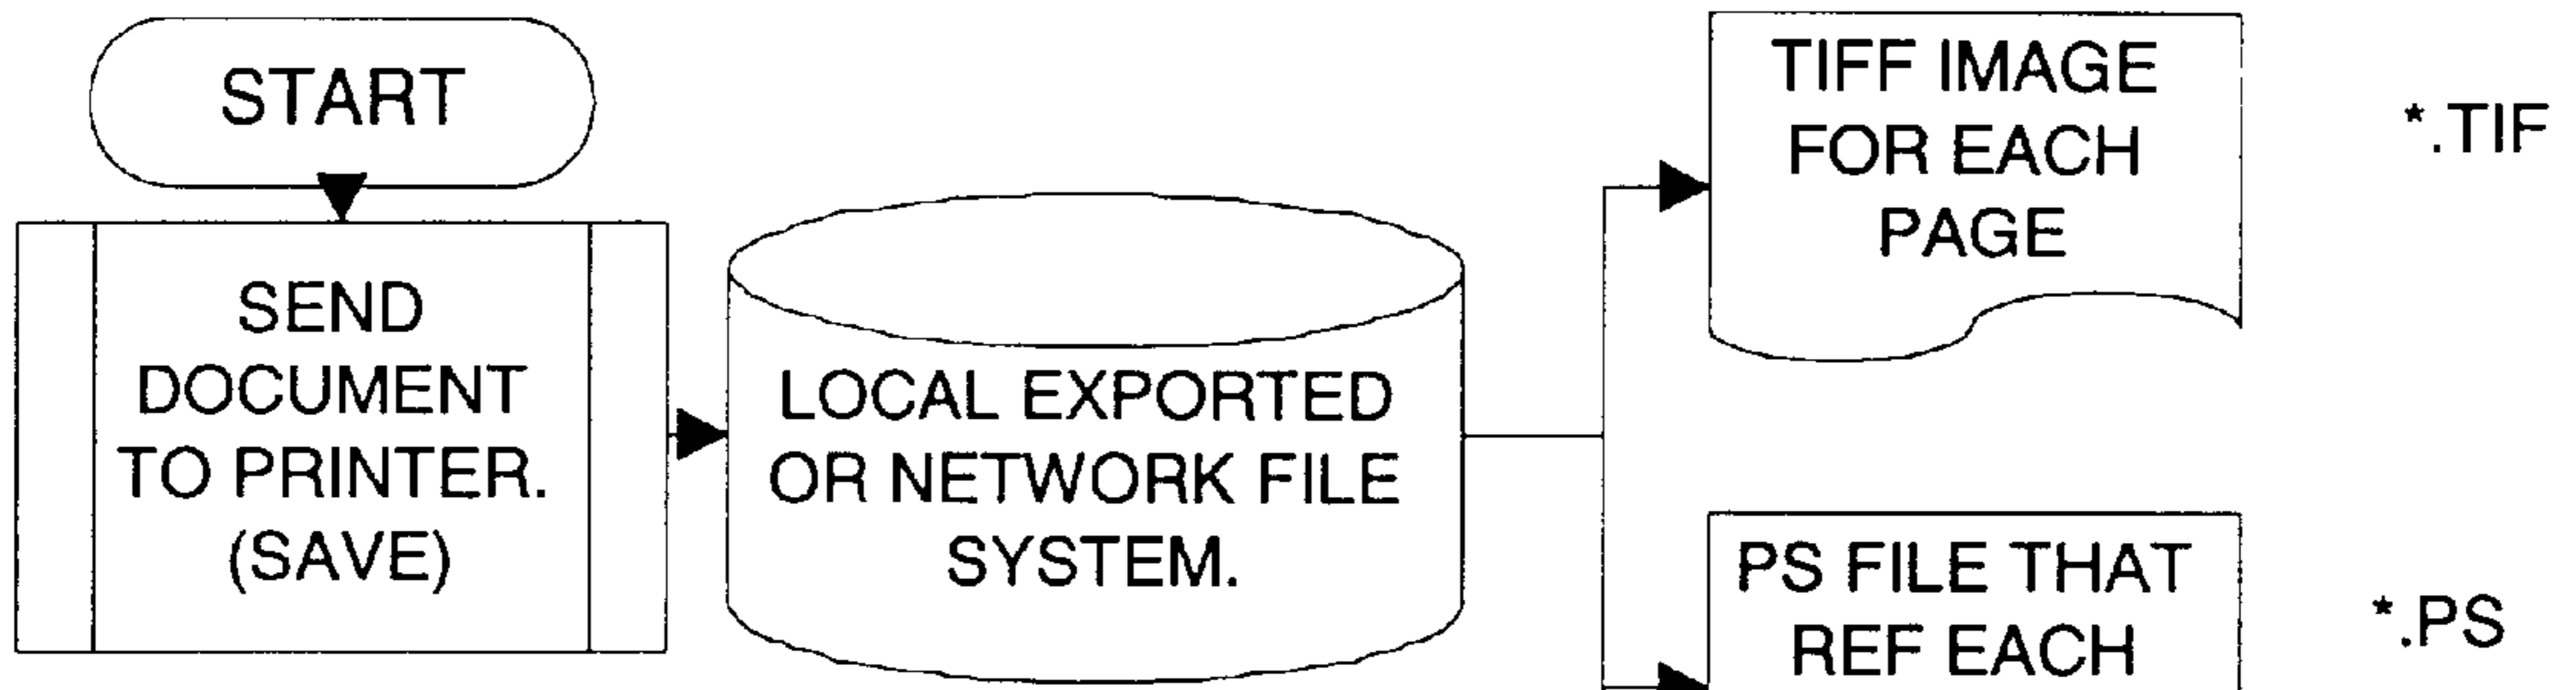 START
SEND
DOCUMENT
TO PRINTER.
(SAVE)
LOCAL EXPORTED
OR NETWORK FILE
SYSTEM.
TIFF IMAGE
FOR EACH
PAGE
*.TIF
PS FILE THAT
REF EACH
*.PS